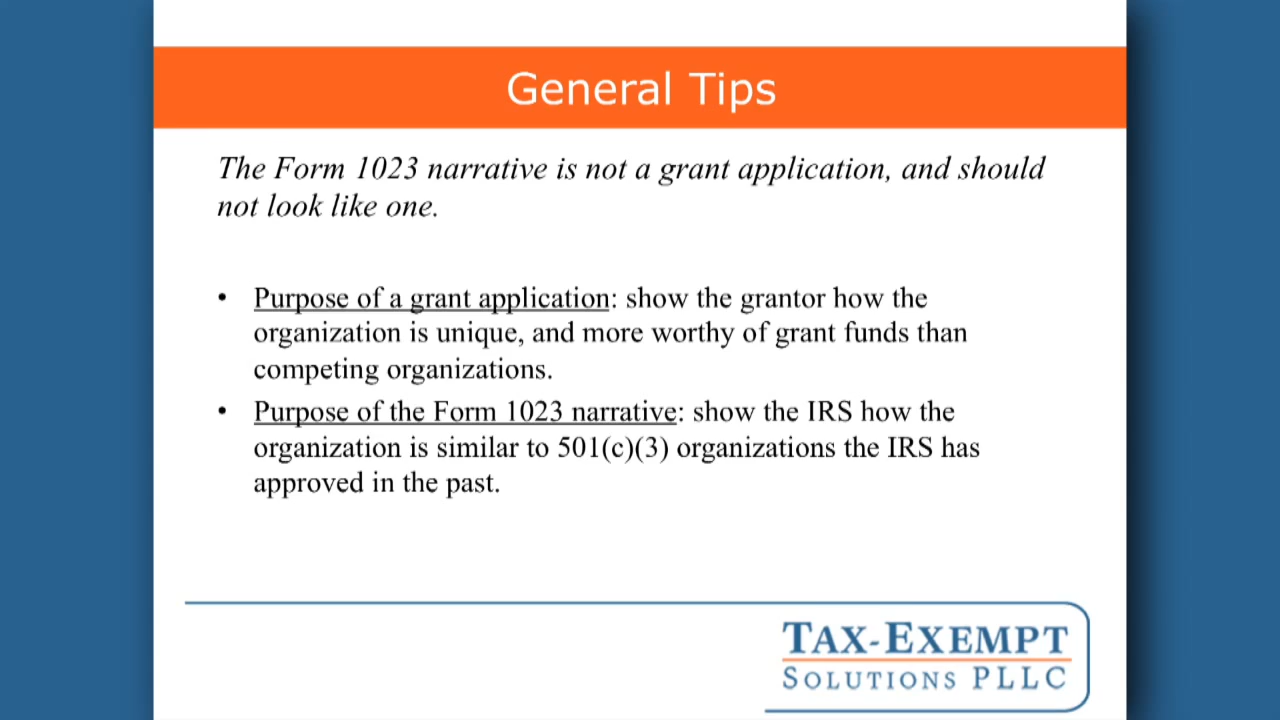 General Tips
The Form 1023 narrative is not a grant application, and should
not look like one.
• Purpose of a grant application: show the grantor how the
organization is unique, and more worthy of grant funds than
competing organizations.
• Purpose of the Form 1023 narrative: show the IRS how the
organization is similar to 501(c)(3) organizations the IRS has
approved in the past.
TAX-EXEMPT
SOLUTIONS PLLC